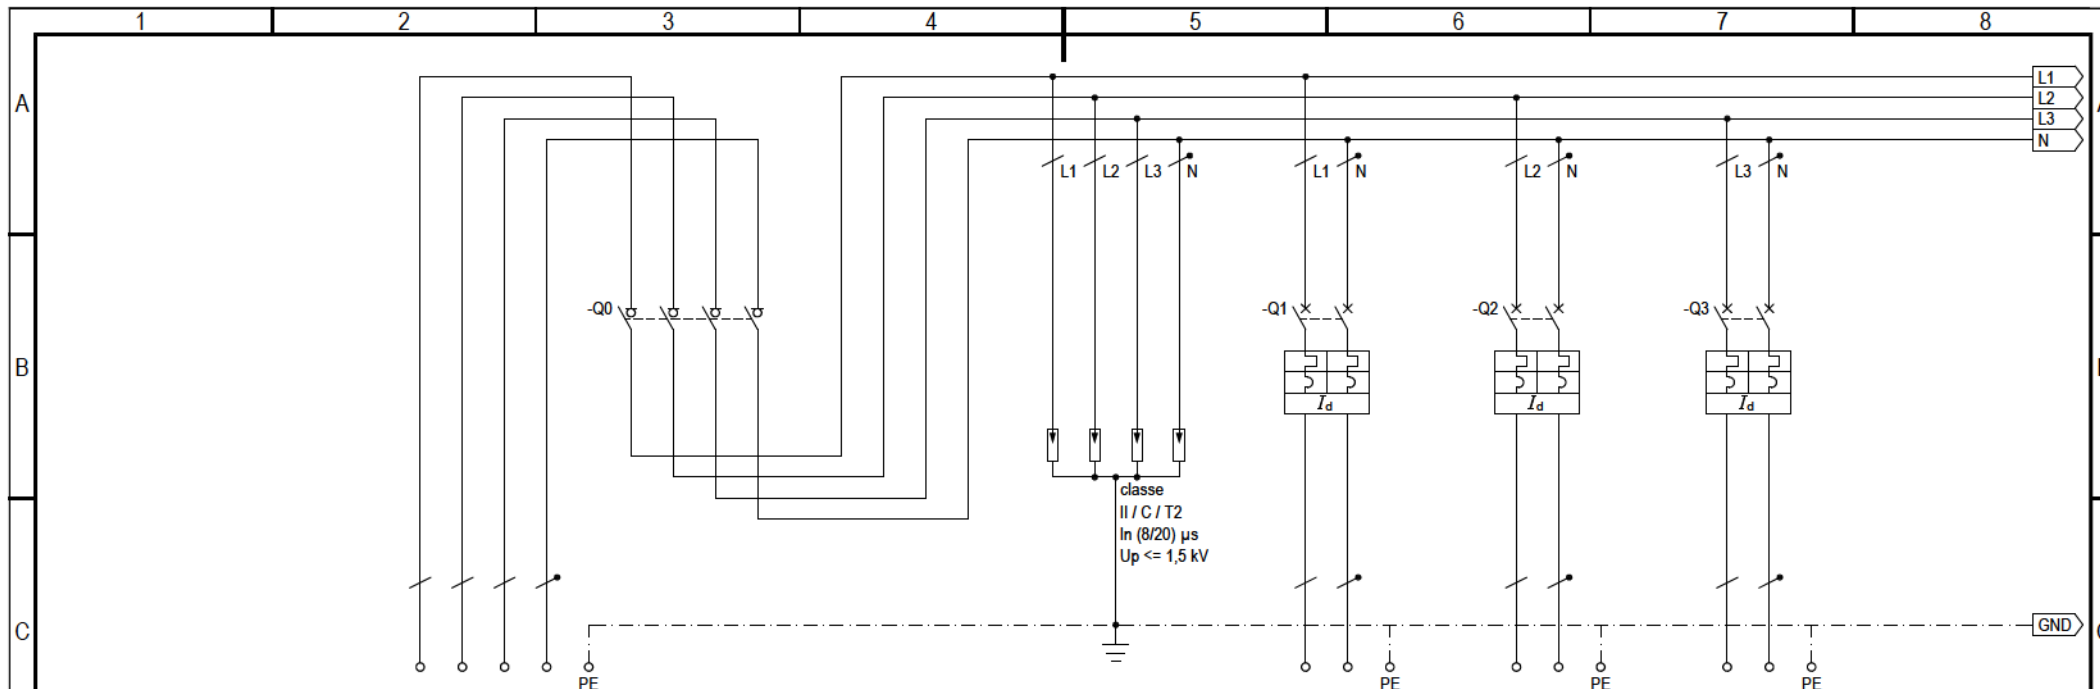 1 2 3 4 5 6 7 8
A
L1
L2
L3
N
L1 L2 L3 N L1 N L2 N L3 N
-Q0 -Q1 -Q2 -Q3
B
Id Id Id
classe
II / C / T2
In (8/20) µs
Up <= 1,5 kV
C
GND
PE PE PE PE